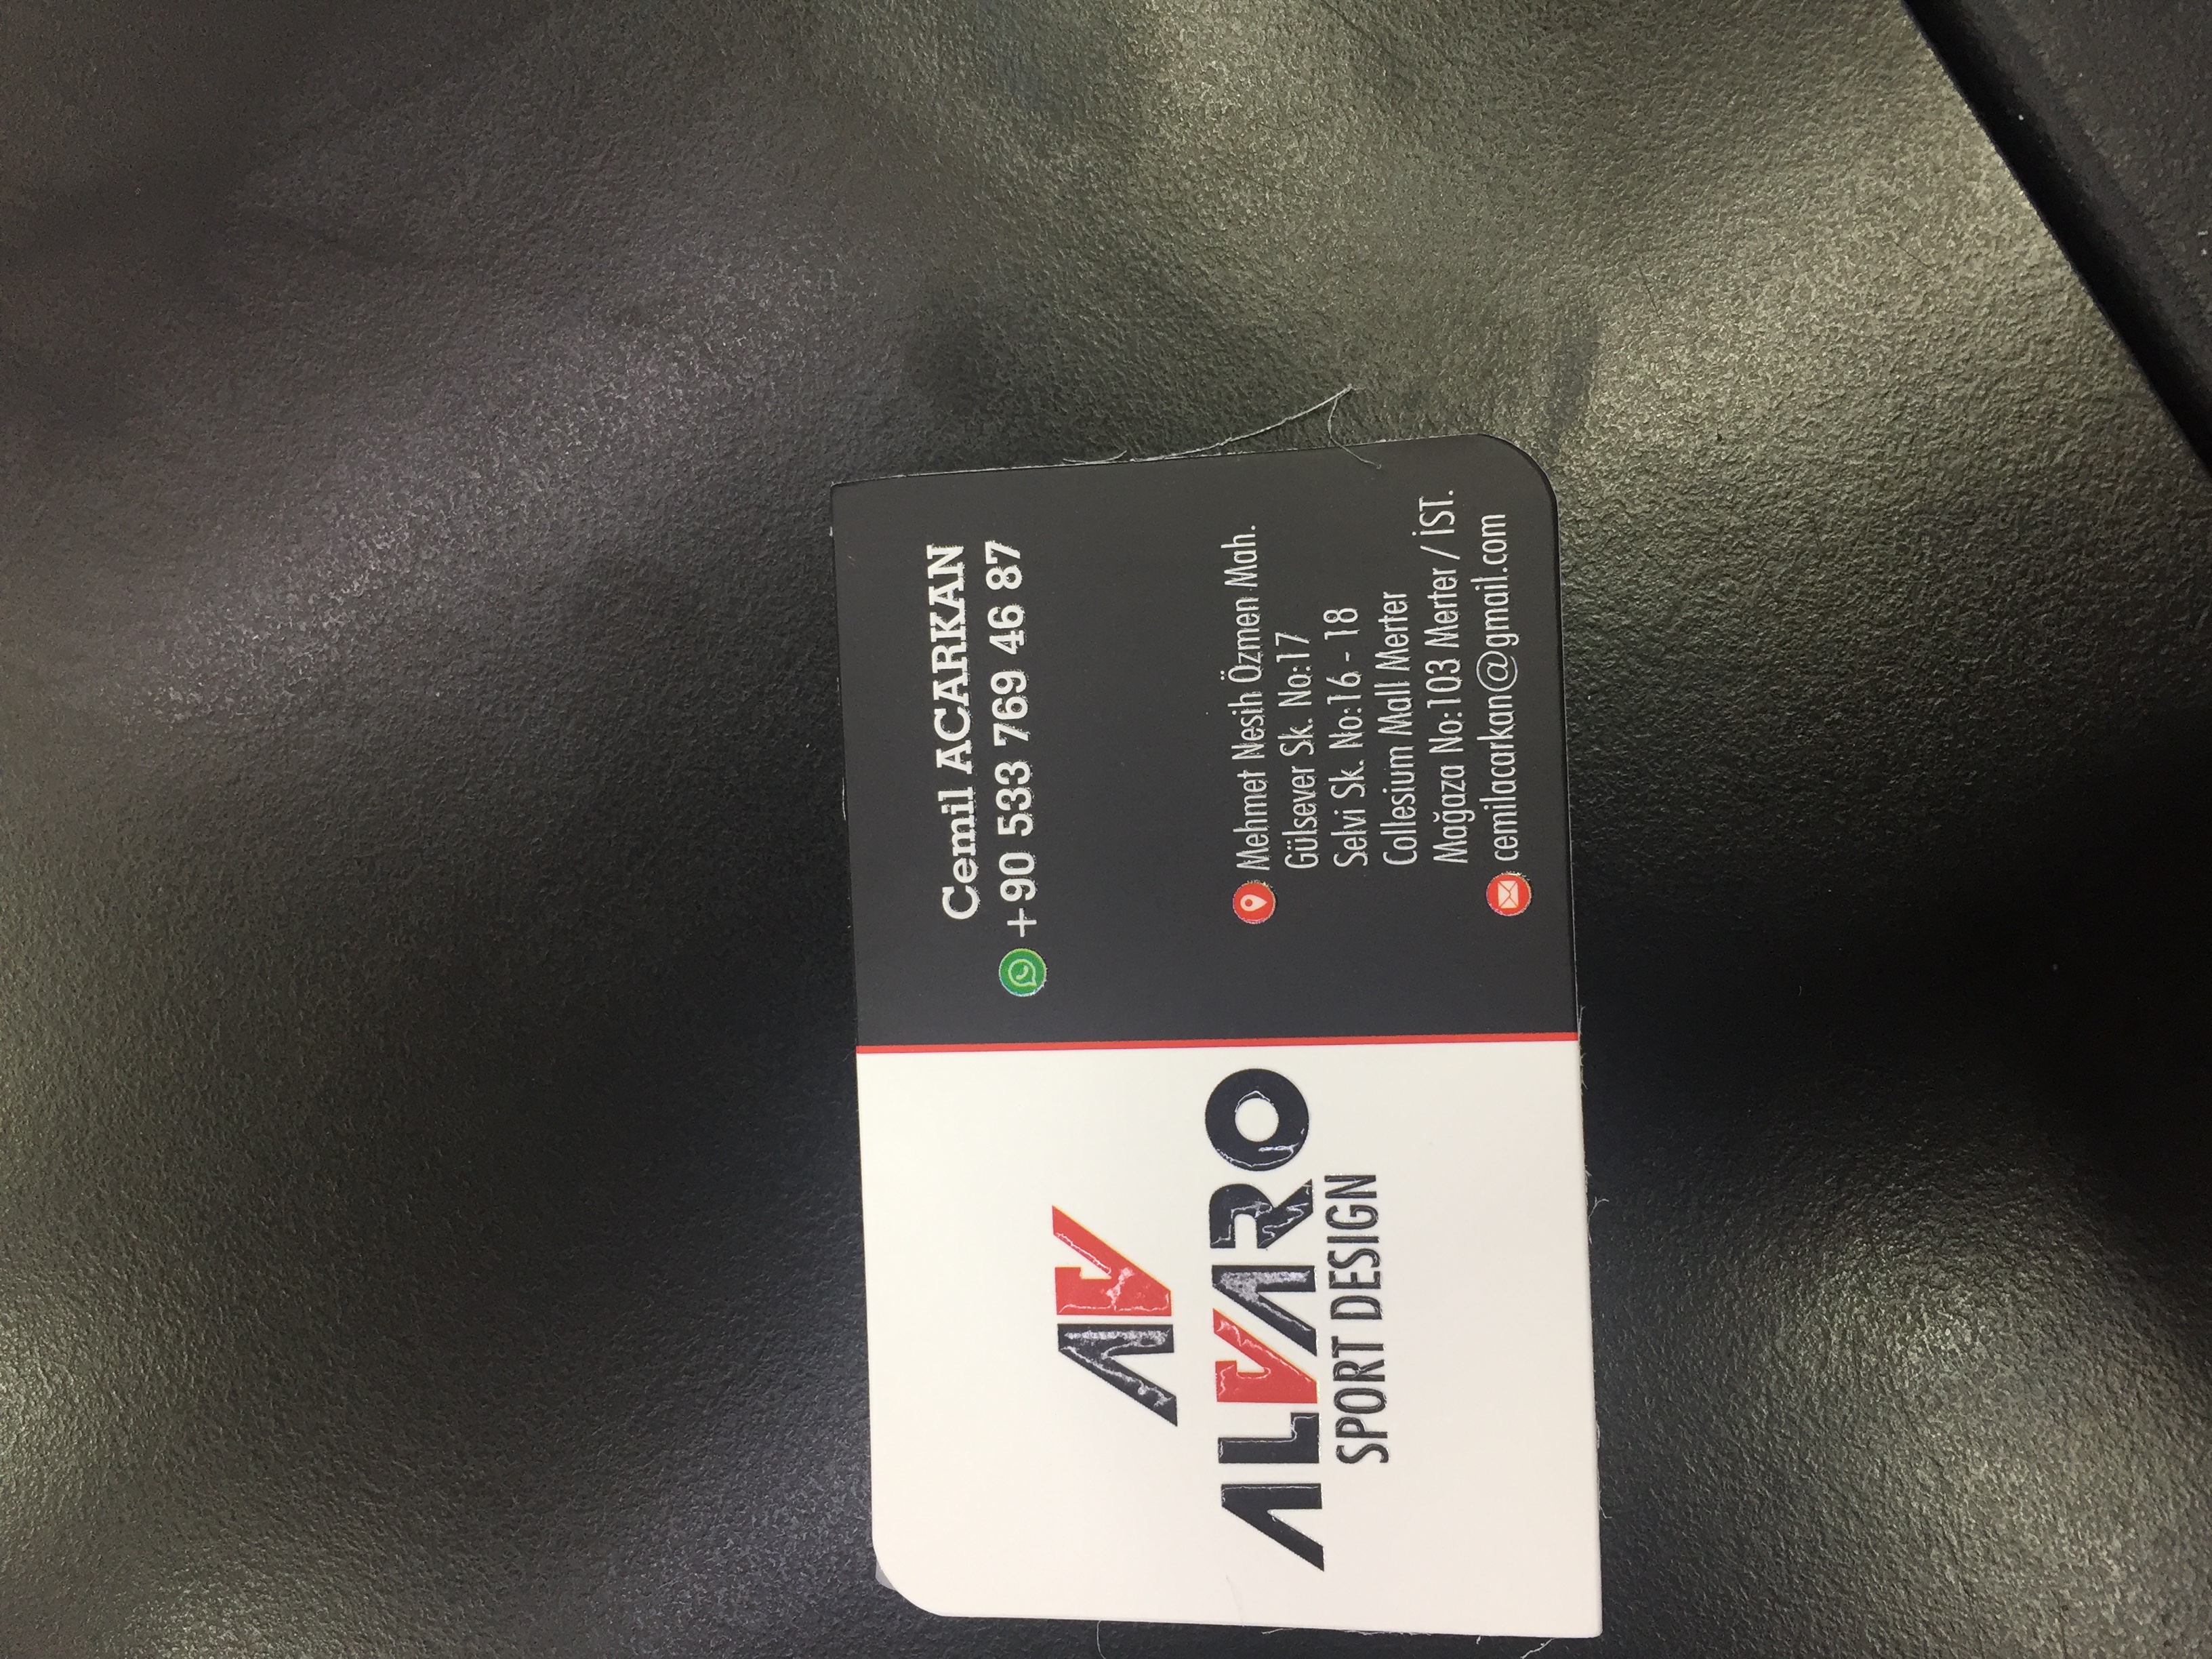 AV
ALVARO
SPORT DESIGN
Cemil ACARKAN
+90 533 769 46 87
Mehmet Nesih Özmen Mah.
Gülsever Sk. No:17
Selvi Sk. No:16 - 18
Collesium Mall Merter
Mağaza No:103 Merter / İST.
cemilacarkan@gmail.com